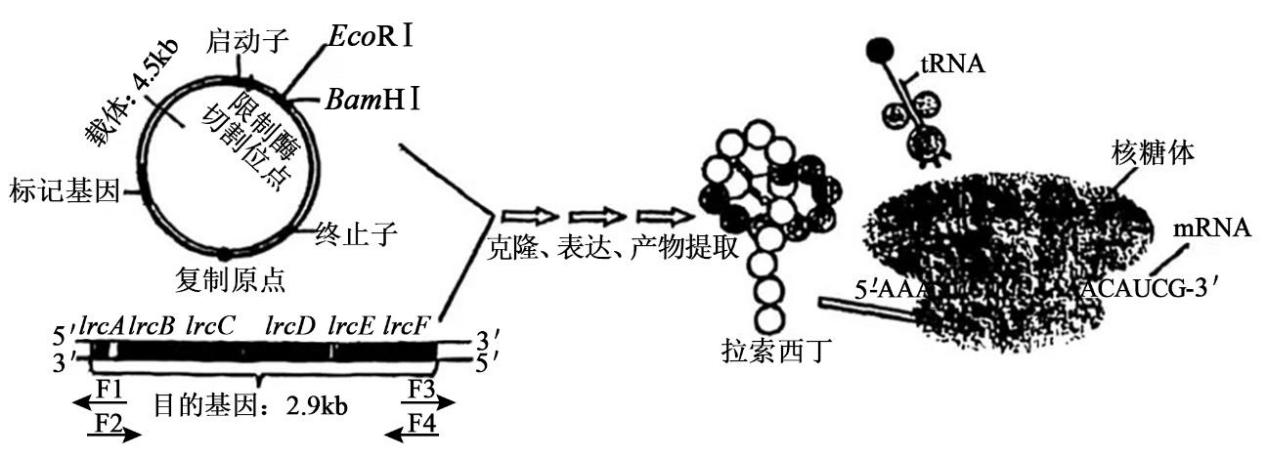 启动子
EcoRⅠ
BamHⅠ
载体：4.5kb
限制酶
切割位点
标记基因
终止子
复制原点
5′ lrcA lrcB lrcC lrcD lrcE lrcF 3′
3′ 5′
F1 目的基因：2.9kb F3
F2 F4
克隆、表达、产物提取
拉索西丁
tRNA
核糖体
mRNA
5′-AAA ACAUCG-3′